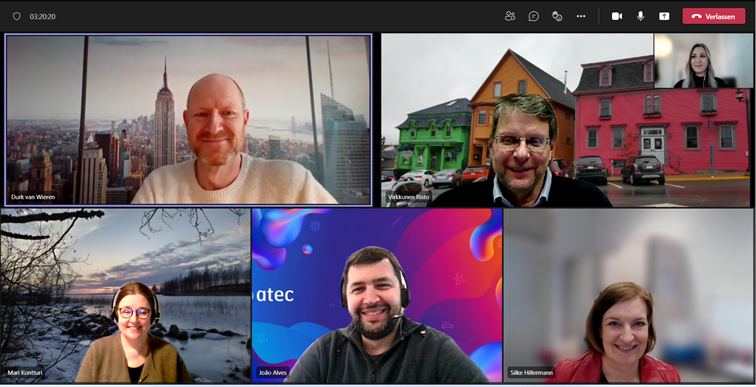 03:20:20
Verlassen
Durk van Wieren
Virkkunen Risto
atec
Mari Kontturi
João Alves
Silke Hillermann